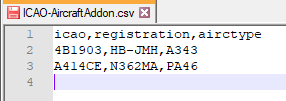 ICAO-AircraftAddon.csv
1 icao,registration,airctype
2 4B1903,HB-JMH,A343
3 A414CE,N362MA,PA46
4